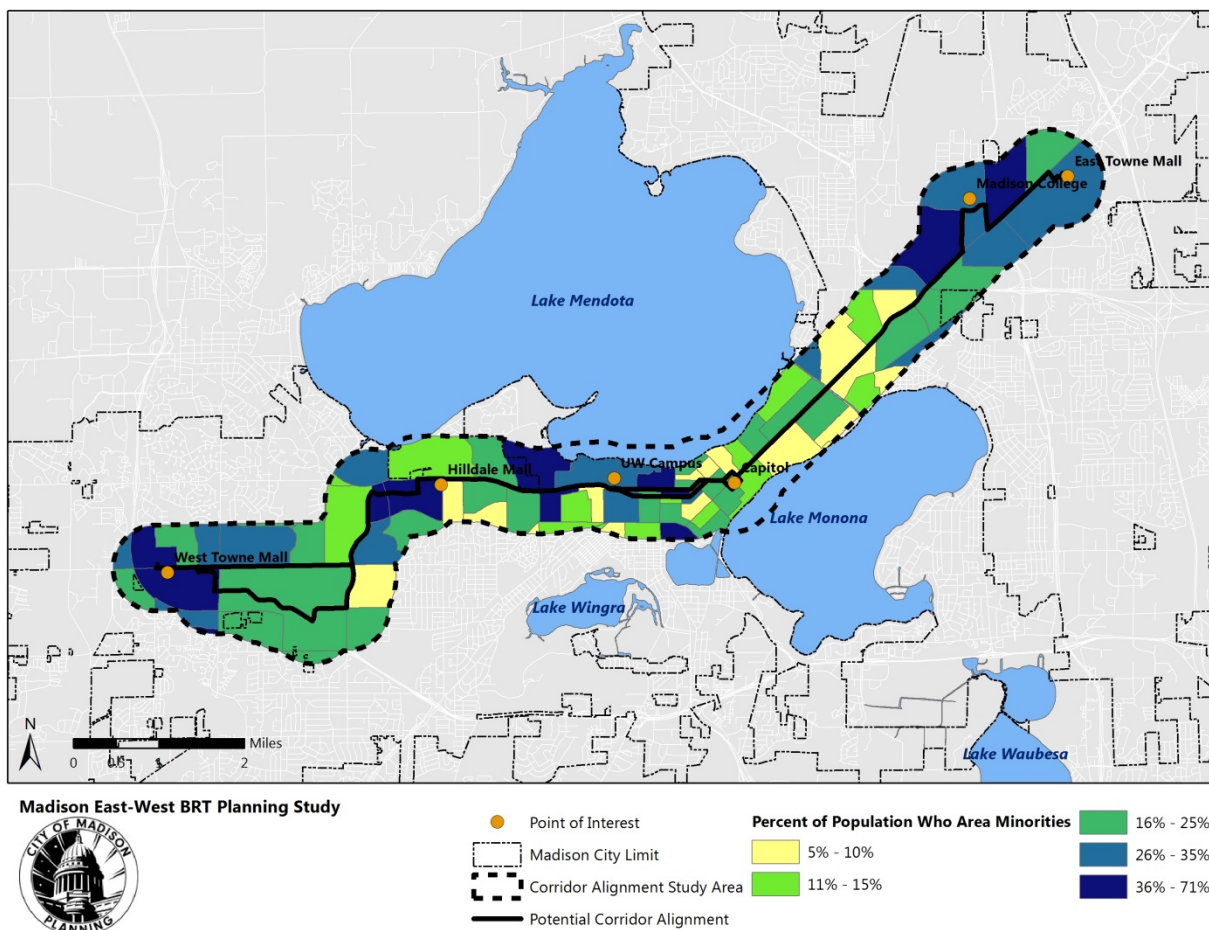 East Towne Mall
Madison College
Lake Mendota
Hilldale Mall
UW Campus
Capitol
Lake Monona
West Towne Mall
Lake Wingra
Lake Waubesa
N
Miles
0 0.5 1 2
Madison East-West BRT Planning Study
CITY OF MADISON
PLANNING
Point of Interest
Madison City Limit
Corridor Alignment Study Area
Potential Corridor Alignment
Percent of Population Who Area Minorities
5% - 10%
11% - 15%
16% - 25%
26% - 35%
36% - 71%